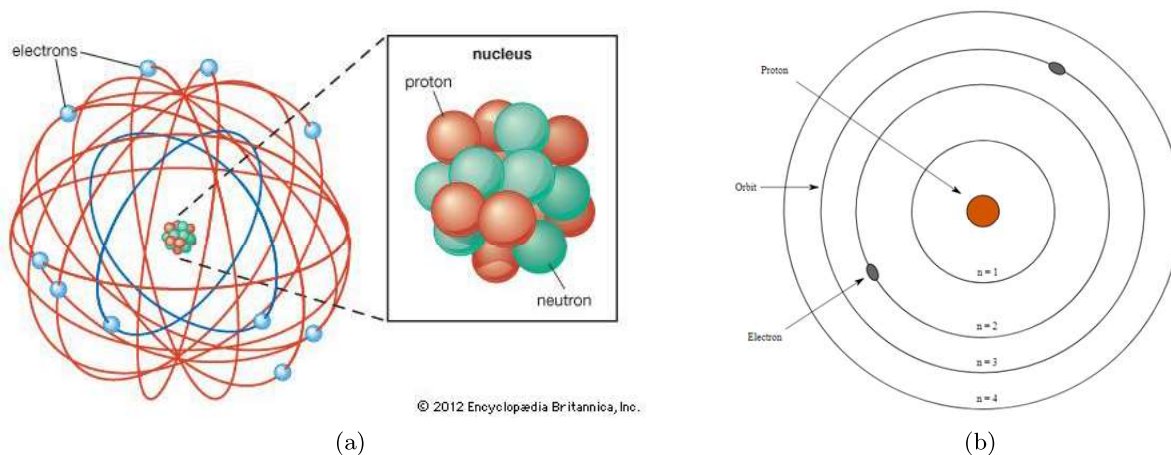 electrons
nucleus
proton
neutron
© 2012 Encyclopædia Britannica, Inc.
(a)
Proton
Orbit
Electron
n = 1
n = 2
n = 3
n = 4
(b)